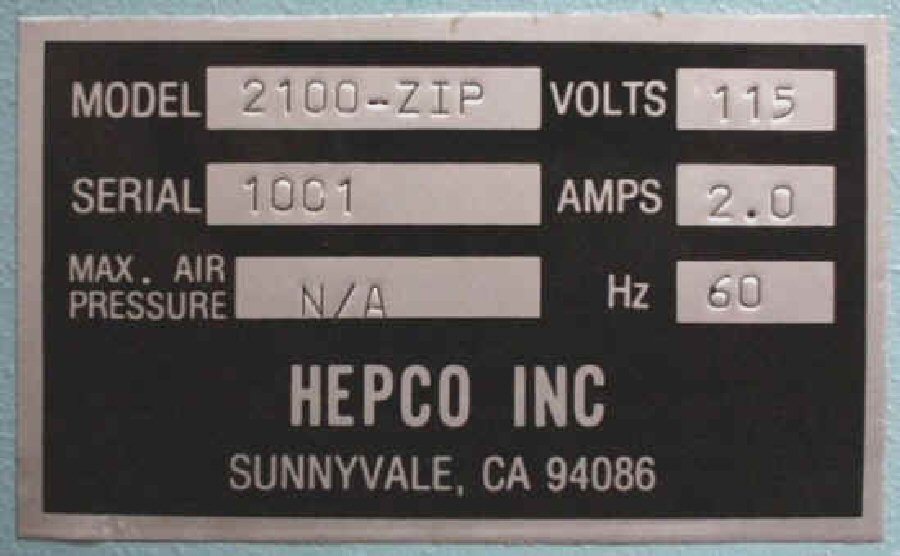 MODEL 2100-ZIP VOLTS 115
SERIAL 1001 AMPS 2.0
MAX. AIR PRESSURE N/A Hz 60
HEPCO INC
SUNNYVALE, CA 94086